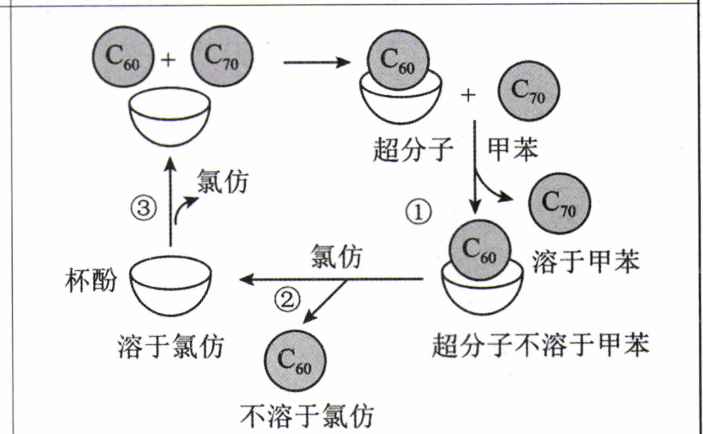 C₆₀ + C₇₀
C₆₀
+ C₇₀
超分子 甲苯
氯仿
③
①
C₇₀
C₆₀
溶于甲苯
氯仿
杯酚
②
溶于氯仿
超分子不溶于甲苯
C₆₀
不溶于氯仿